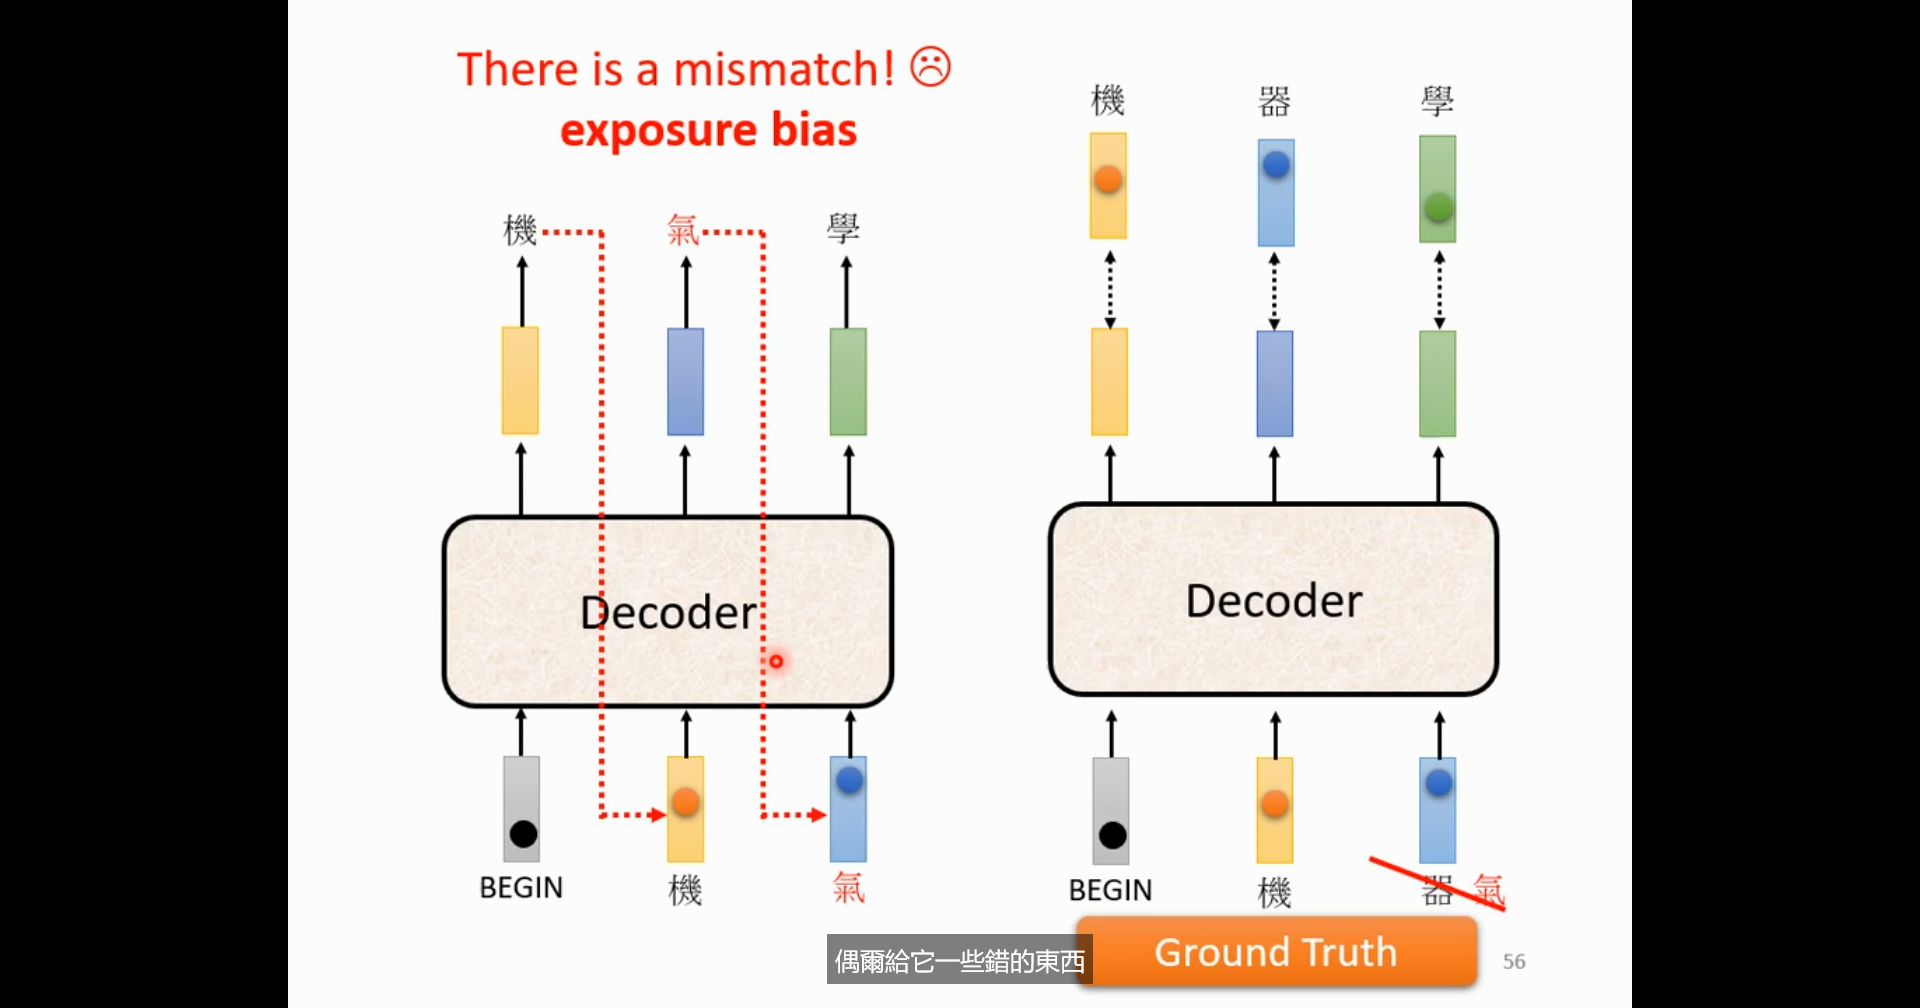 There is a mismatch! ☹
exposure bias
機 氣 學
Decoder
BEGIN 機 氣
機 器 學
Decoder
BEGIN 機 器 氣
Ground Truth
偶爾給它一些錯的東西
56